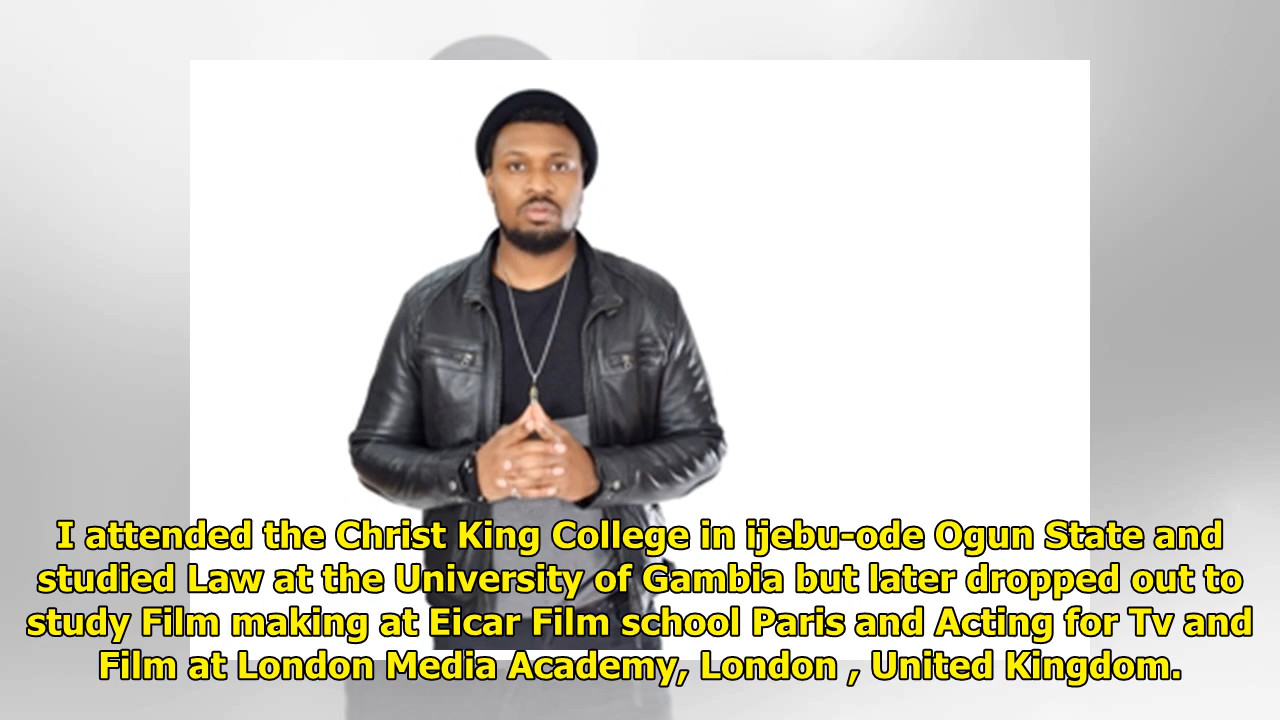 I attended the Christ King College in ijebu-ode Ogun State and
studied Law at the University of Gambia but later dropped out to
study Film making at Eicar Film school Paris and Acting for Tv and
Film at London Media Academy, London , United Kingdom.